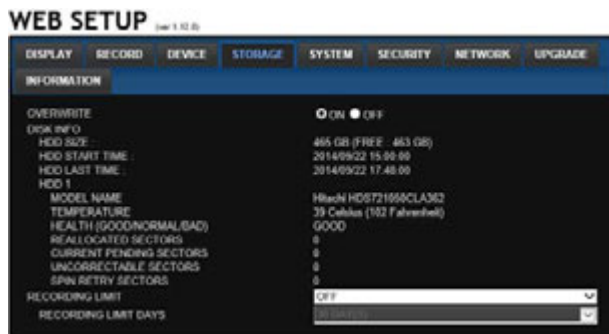 WEB SETUP
DISPLAY RECORD DEVICE STORAGE SYSTEM SECURITY NETWORK UPGRADE
INFORMATION
OVERWRITE ON OFF
DISK INFO
HDD SIZE : 465 GB (FREE : 463 GB)
HDD START TIME : 2014/09/22 15:00:00
HDD LAST TIME : 2014/09/22 17:48:00
HDD 1
MODEL NAME Hitachi HDS721050CLA362
TEMPERATURE 39 Celsius (102 Fahrenheit)
HEALTH (GOOD/NORMAL/BAD) GOOD
REALLOCATED SECTORS 0
CURRENT PENDING SECTORS 0
UNCORRECTABLE SECTORS 0
SPIN RETRY SECTORS 0
RECORDING LIMIT OFF
RECORDING LIMIT DAYS